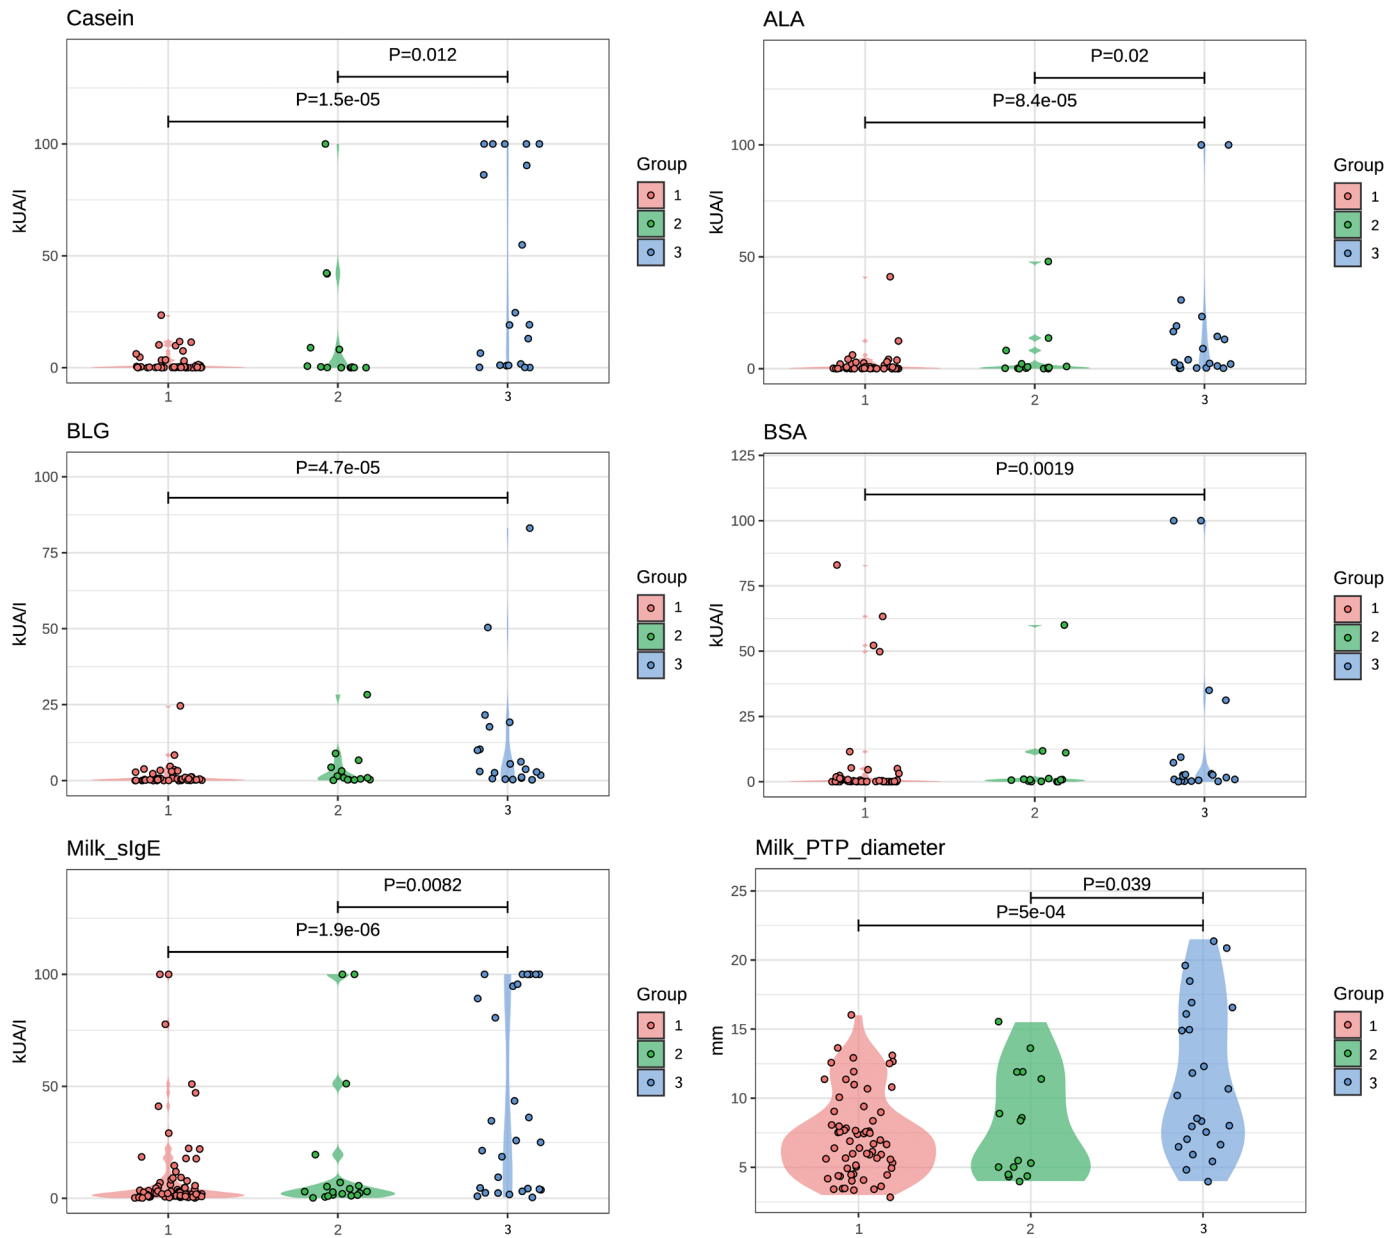 Casein
P=0.012
P=1.5e-05
100
50
0
kUA/l
1 2 3
Group
1
2
3
ALA
P=0.02
P=8.4e-05
100
50
0
kUA/l
1 2 3
Group
1
2
3
BLG
P=4.7e-05
100
75
50
25
0
kUA/l
1 2 3
Group
1
2
3
BSA
P=0.0019
125
100
75
50
25
0
kUA/l
1 2 3
Group
1
2
3
Milk_sIgE
P=0.0082
P=1.9e-06
100
50
0
kUA/l
1 2 3
Group
1
2
3
Milk_PTP_diameter
P=0.039
P=5e-04
25
20
15
10
5
mm
1 2 3
Group
1
2
3